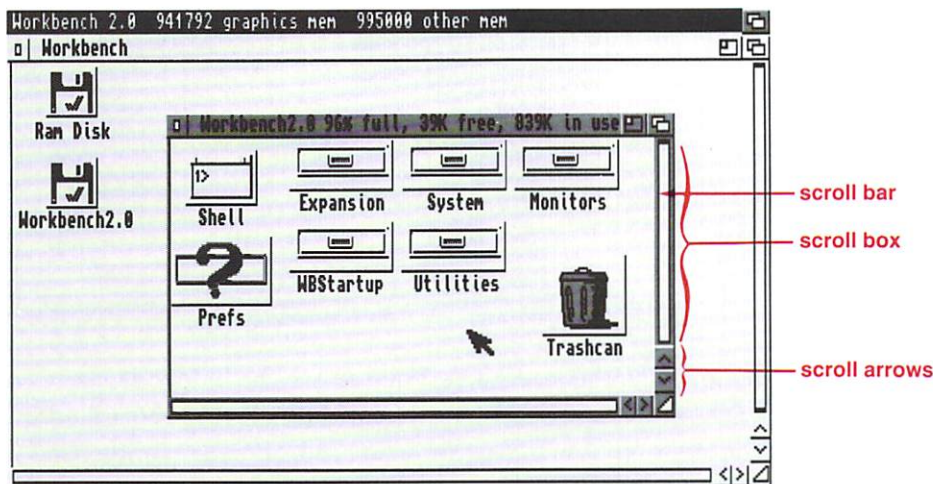 Workbench 2.0 941792 graphics mem 995000 other mem
Workbench
Ram Disk
Workbench2.0 96% full, 39K free, 839K in use
1>
Shell
Expansion
System
Monitors
scroll bar
Workbench2.0
scroll box
Prefs
WBStartup
Utilities
Trashcan
scroll arrows